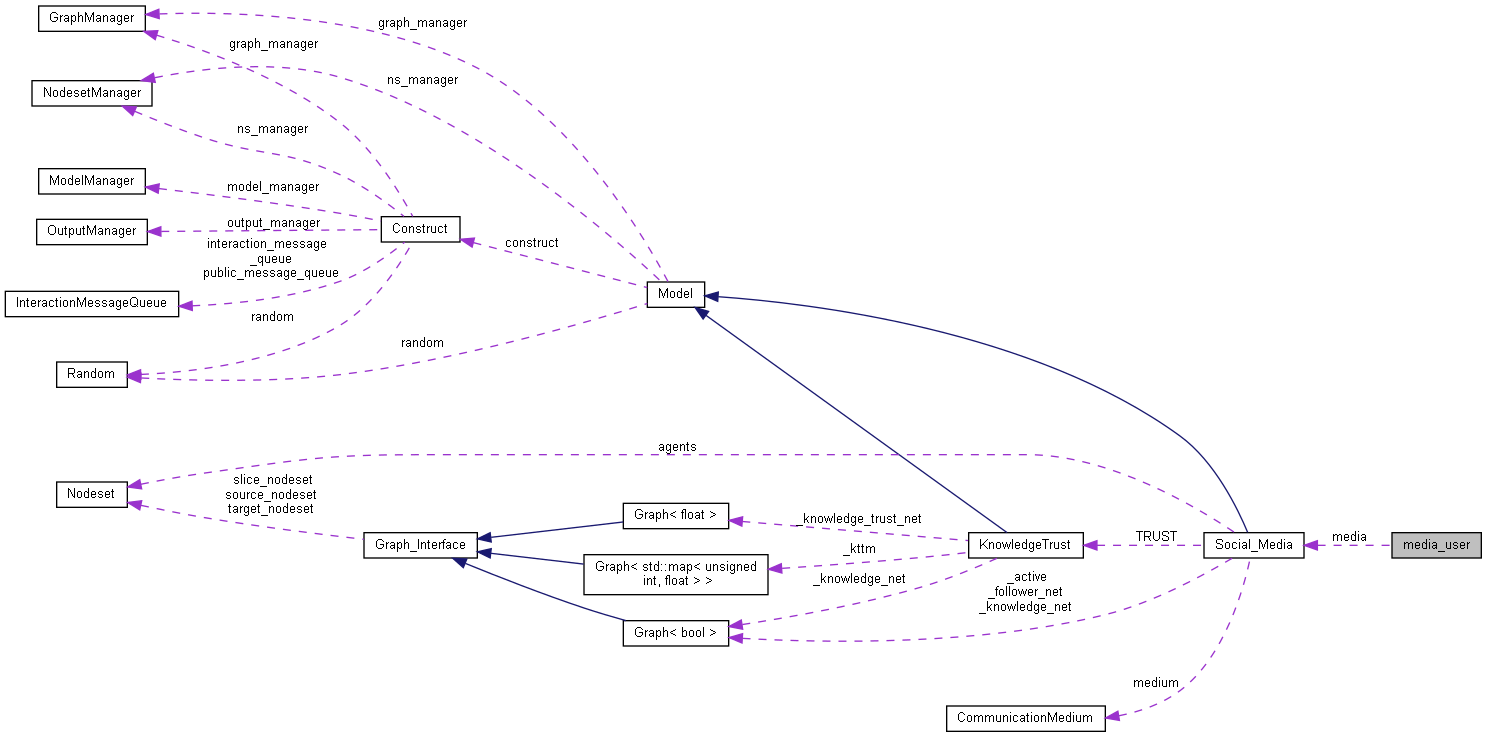 GraphManager
graph_manager
graph_manager
ns_manager
NodesetManager
ns_manager
ModelManager
model_manager
OutputManager
output_manager
Construct
interaction_message
_queue
public_message_queue
construct
InteractionMessageQueue
Model
random
random
Random
agents
Nodeset
slice_nodeset
source_nodeset
target_nodeset
Graph< float >
_knowledge_trust_net
Graph_Interface
_kttm
KnowledgeTrust
TRUST
Social_Media
media
media_user
Graph< std::map< unsigned
int, float > >
_knowledge_net
_active
_follower_net
_knowledge_net
Graph< bool >
medium
CommunicationMedium